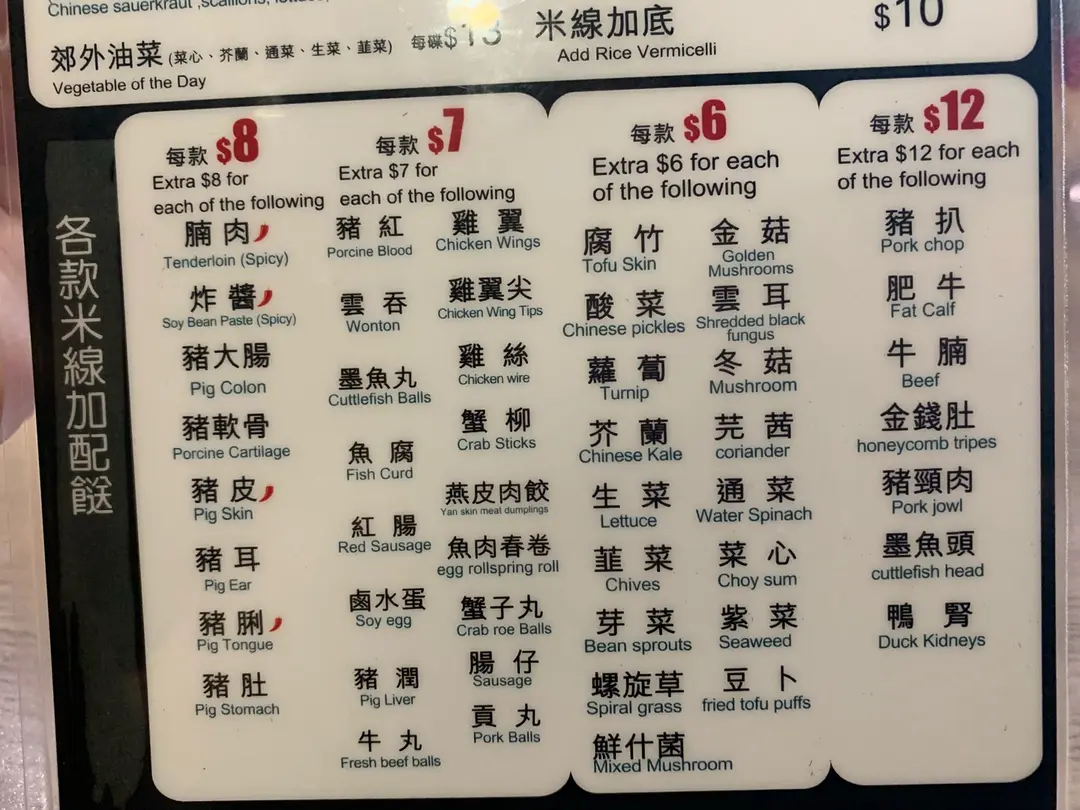 Chinese sauerkraut ,scallions, lettuce,
郊外油菜 (菜心、芥蘭、通菜、生菜、韮菜) 每碟$13
Vegetable of the Day
米線加底
Add Rice Vermicelli
$10
各款米線加配餸
每款 $8
Extra $8 for
each of the following
腩肉
Tenderloin (Spicy)
炸醬
Soy Bean Paste (Spicy)
豬大腸
Pig Colon
豬軟骨
Porcine Cartilage
豬皮
Pig Skin
豬耳
Pig Ear
豬脷
Pig Tongue
豬肚
Pig Stomach
每款 $7
Extra $7 for
each of the following
豬紅
Porcine Blood
雲吞
Wonton
墨魚丸
Cuttlefish Balls
魚腐
Fish Curd
紅腸
Red Sausage
鹵水蛋
Soy egg
豬潤
Pig Liver
牛丸
Fresh beef balls
雞翼
Chicken Wings
雞翼尖
Chicken Wing Tips
雞絲
Chicken wire
蟹柳
Crab Sticks
燕皮肉餃
Yan skin meat dumplings
魚肉春卷
egg rollspring roll
蟹子丸
Crab roe Balls
腸仔
Sausage
貢丸
Pork Balls
每款 $6
Extra $6 for each
of the following
腐竹
Tofu Skin
酸菜
Chinese pickles
蘿蔔
Turnip
芥蘭
Chinese Kale
生菜
Lettuce
韮菜
Chives
芽菜
Bean sprouts
螺旋草
Spiral grass
鮮什菌
Mixed Mushroom
金菇
Golden
Mushrooms
雲耳
Shredded black
fungus
冬菇
Mushroom
芫茜
coriander
通菜
Water Spinach
菜心
Choy sum
紫菜
Seaweed
豆卜
fried tofu puffs
每款 $12
Extra $12 for each
of the following
豬扒
Pork chop
肥牛
Fat Calf
牛腩
Beef
金錢肚
honeycomb tripes
豬頸肉
Pork jowl
墨魚頭
cuttlefish head
鴨腎
Duck Kidneys